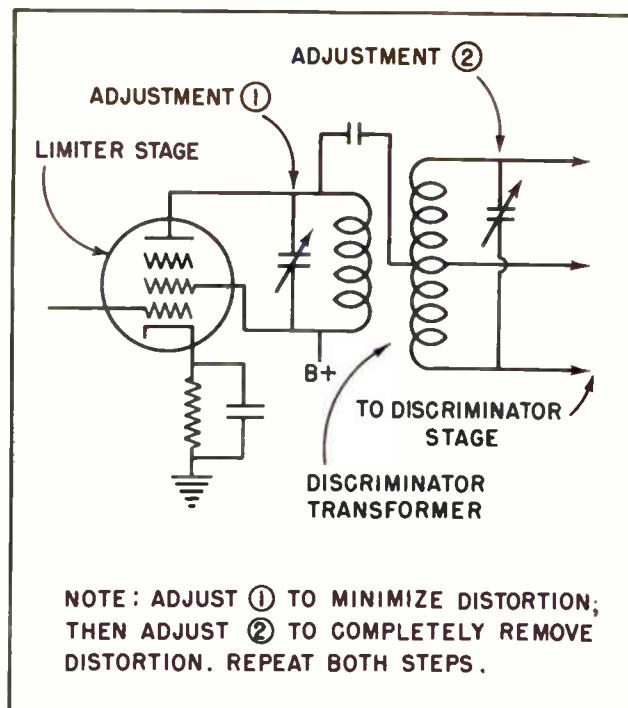 ADJUSTMENT ②
ADJUSTMENT ①
LIMITER STAGE
B+
TO DISCRIMINATOR
STAGE
DISCRIMINATOR
TRANSFORMER
NOTE: ADJUST ① TO MINIMIZE DISTORTION;
THEN ADJUST ② TO COMPLETELY REMOVE
DISTORTION. REPEAT BOTH STEPS.